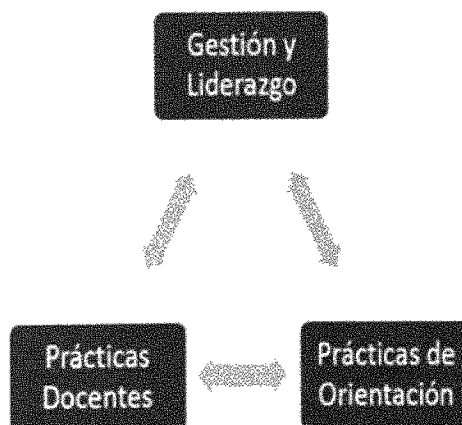 Gestión y
Liderazgo
Prácticas
Docentes
Prácticas de
Orientación